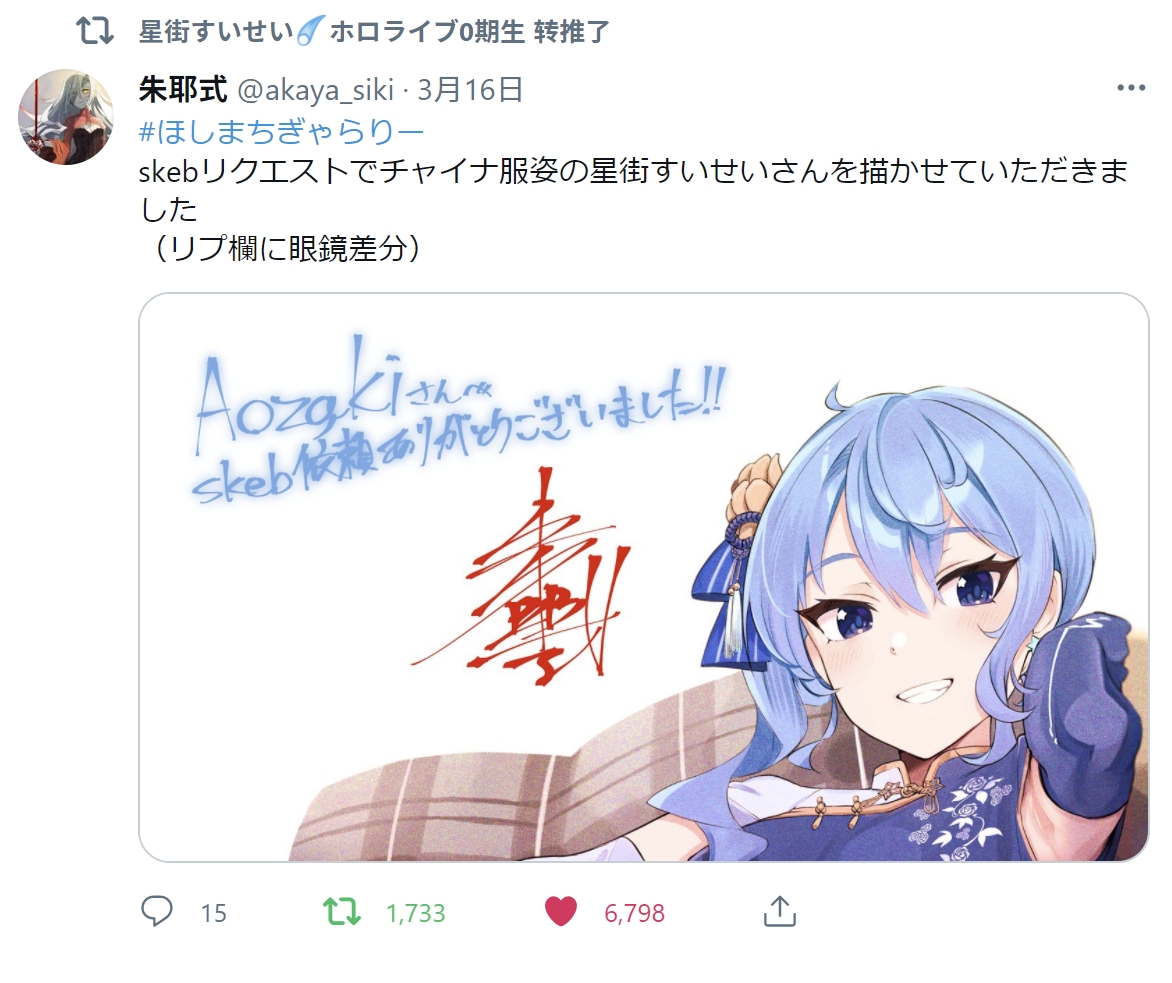 星街すいせい☄️ホロライブ0期生 转推了
朱耶式 @akaya_siki · 3月16日
#ほしまちぎゃらりー
skebリクエストでチャイナ服姿の星街すいせいさんを描かせていただきま
した
（リプ欄に眼鏡差分）
Aozakiさんへ
skeb依頼ありがとうございました!!
15 1,733 6,798